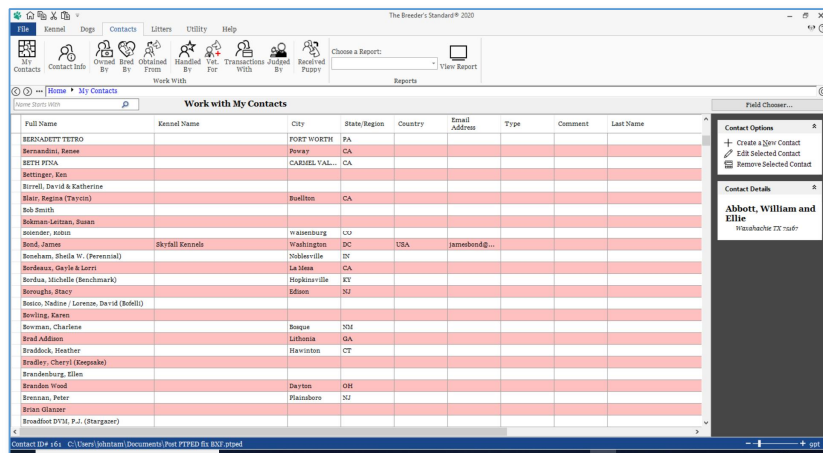 The Breeder's Standard® 2020
File Kennel Dogs Contacts Litters Utility Help
My Contacts
Contact Info
Owned By
Bred By
Obtained From
Handled By
Vet. For
Transactions With
Judged By
Received Puppy
Choose a Report:
View Report
Work With
Reports
Home My Contacts
Name Starts With
Work with My Contacts
Field Chooser...
Full Name Kennel Name City State/Region Country Email Address Type Comment Last Name
BERNADETT TETRO FORT WORTH PA
Bernandini, Renee Poway CA
BETH PINA CARMEL VAL... CA
Bettinger, Ken
Birrell, David & Katherine
Blair, Regina (Taycin) Buellton CA
Bob Smith
Bokman-Leitzan, Susan
Bolender, Robin Walsenburg CO
Bond, James Skyfall Kennels Washington DC USA jamesbond@...
Boneham, Sheila W. (Perennial) Noblesville IN
Bordeaux, Gayle & Lorri La Mesa CA
Bordua, Michelle (Benchmark) Hopkinsville KY
Boroughs, Stacy Edison NJ
Bosico, Nadine / Lorenze, David (Bofelli)
Bowling, Karen
Bowman, Charlene Bosque NM
Brad Addison Lithonia GA
Braddock, Heather Hawinton CT
Bradley, Cheryl (Keepsake)
Brandenburg, Ellen
Brandon Wood Dayton OH
Brennan, Peter Plainsboro NJ
Brian Glanzer
Broadfoot DVM, P.J. (Stargazer)
Contact Options
Create a New Contact
Edit Selected Contact
Remove Selected Contact
Contact Details
Abbott, William and
Ellie
Waxahachie TX 75167
Contact ID# 161 C:\Users\johntam\Documents\Post PTPED fix BXF.ptped
9pt